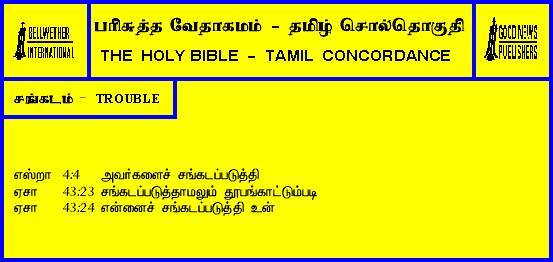 BELLWETHER
INTERNATIONAL
பரிசுத்த வேதாகமம் - தமிழ் சொல்தொகுதி
THE HOLY BIBLE - TAMIL CONCORDANCE
GOOD NEWS
PUBLISHERS
சங்கடம் - TROUBLE
எஸ்றா 4:4 அவர்களைச் சங்கடப்படுத்தி
ஏசா 43:23 சங்கடப்படுத்தாமலும் தூபங்காட்டும்படி
ஏசா 43:24 என்னைச் சங்கடப்படுத்தி உன்